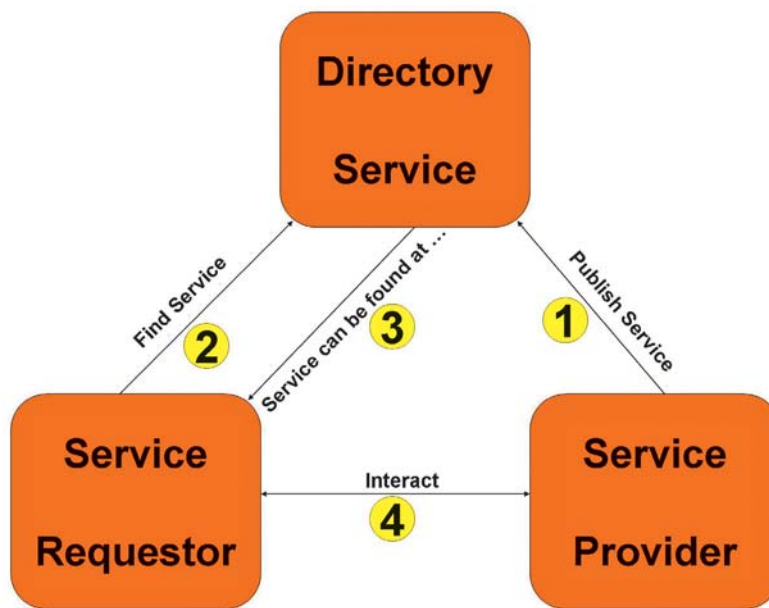 Directory
Service
Find Service
2
Service can be found at ...
3
Publish Service
1
Service
Requestor
Interact
4
Service
Provider